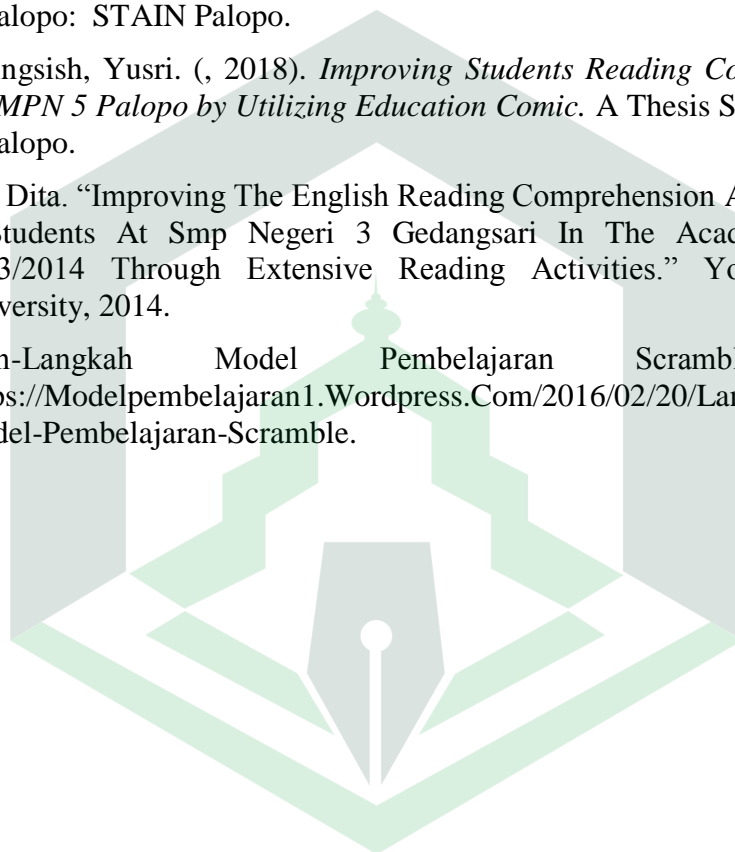 alopo: STAIN Palopo.
ngsish, Yusri. (, 2018). Improving Students Reading Co
MPN 5 Palopo by Utilizing Education Comic. A Thesis S
alopo.
Dita. “Improving The English Reading Comprehension A
tudents At Smp Negeri 3 Gedangsari In The Acad
3/2014 Through Extensive Reading Activities.” Yo
versity, 2014.
n-Langkah Model Pembelajaran Scrambl
ps://Modelpembelajaran1.Wordpress.Com/2016/02/20/Lan
del-Pembelajaran-Scramble.